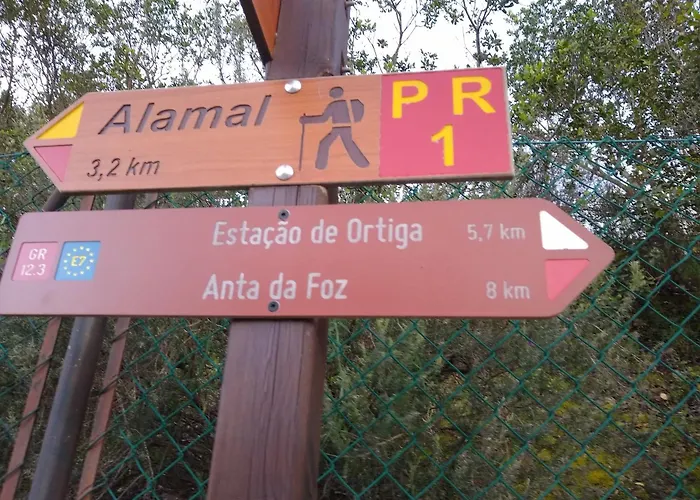 Alamal
PR
1
3,2 km
Estação de Ortiga 5,7 km
GR
12.3
E7
Anta da Foz 8 km